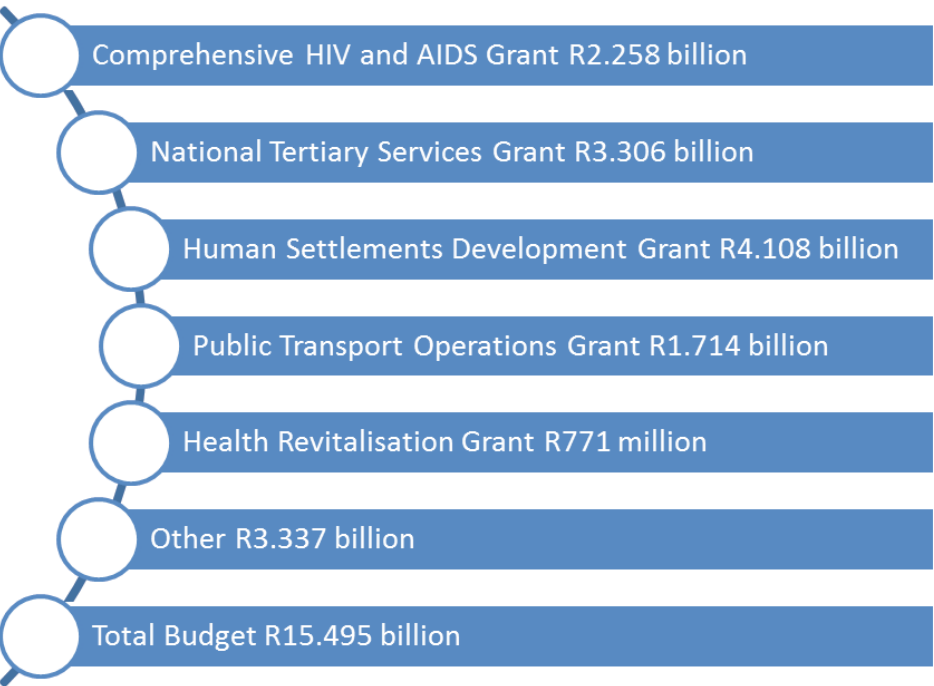 Comprehensive HIV and AIDS Grant R2.258 billion
National Tertiary Services Grant R3.306 billion
Human Settlements Development Grant R4.108 billion
Public Transport Operations Grant R1.714 billion
Health Revitalisation Grant R771 million
Other R3.337 billion
Total Budget R15.495 billion